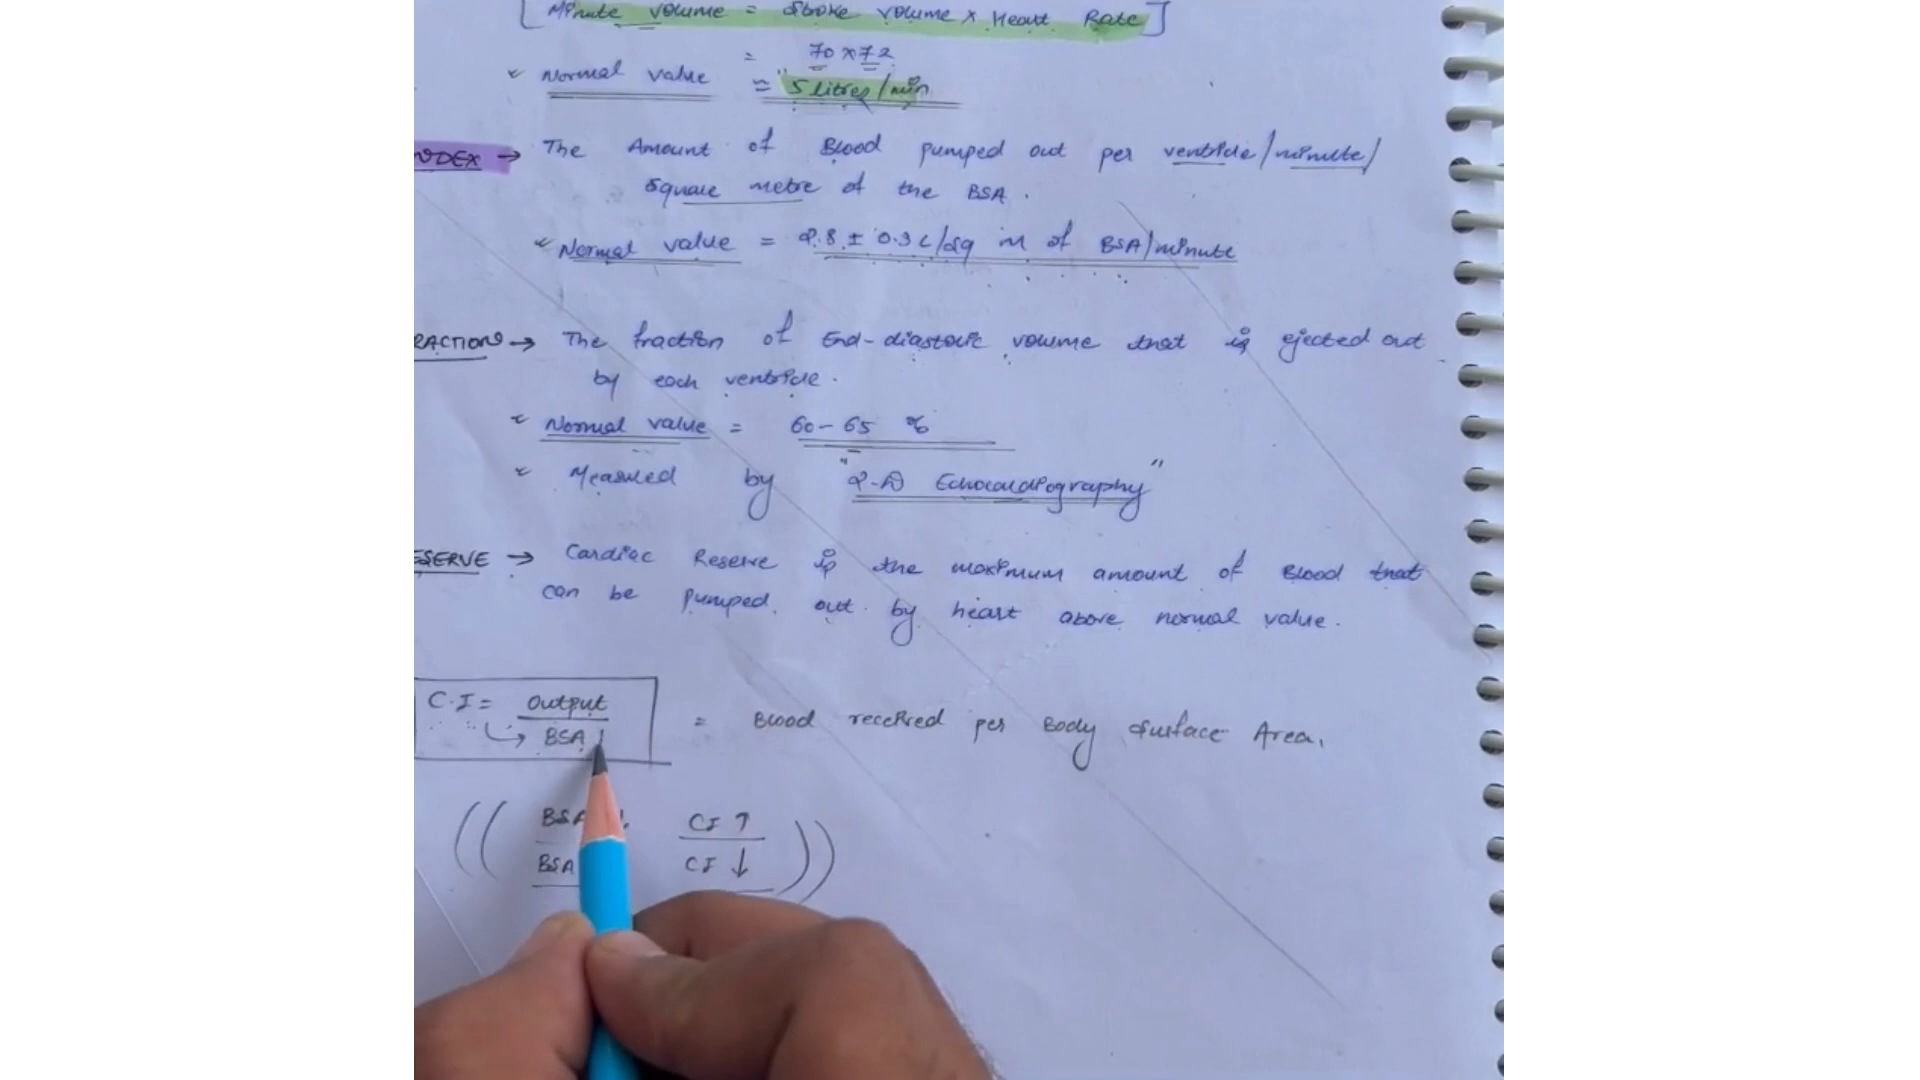 [ Minute volume = stroke volume x Heart Rate ]
= 70 x 72
Normal value = "5 litres/min
NDEX → The Amount of Blood pumped out per ventricle/minute/
square metre of the BSA.
Normal value = 2.8 ± 0.3 L/sq m of BSA/minute
RACTION → The fraction of End-diastolic volume that is ejected out
by each ventricle.
Normal value = 60-65 %
Measured by "2-D Echocardiography"
ESERVE → Cardiac Reserve is the maximum amount of Blood that
can be pumped out by heart above normal value.
C.I = Output = Blood received per Body Surface Area.
BSA ↓
BSA CI ↑
BSA CI ↓